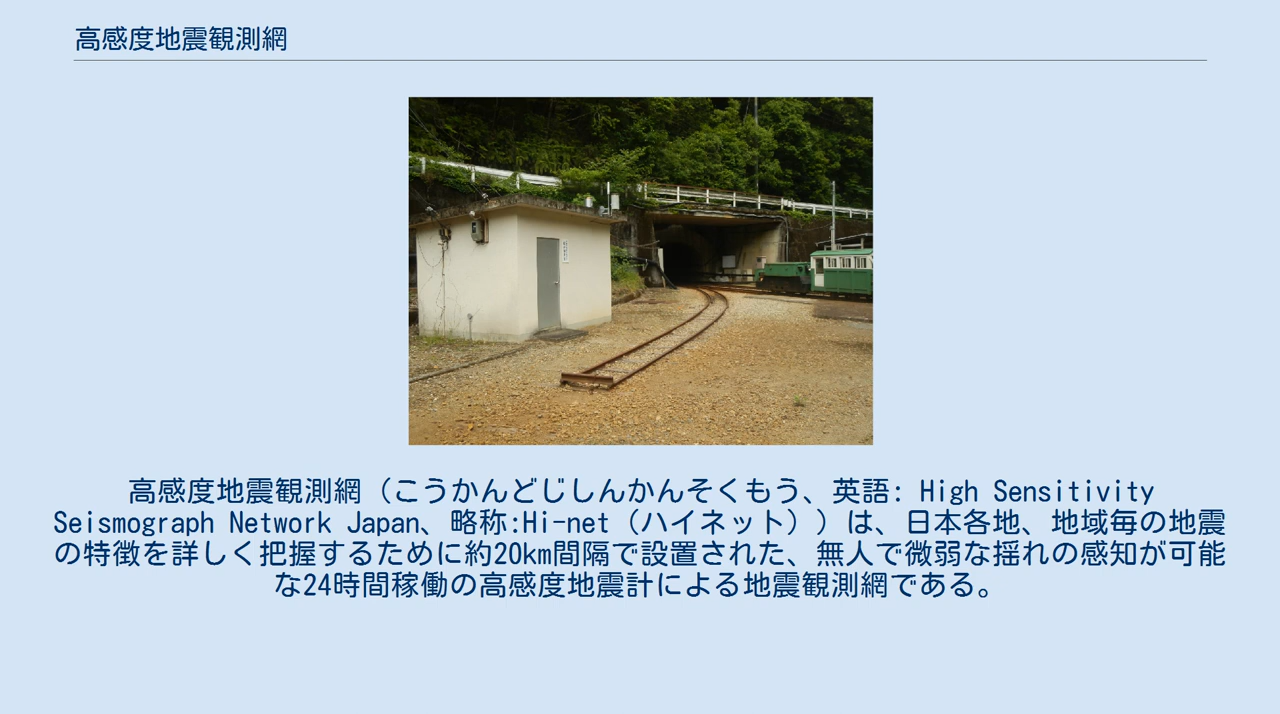 高感度地震観測網
高感度地震観測網（こうかんどじしんかんそくもう、英語: High Sensitivity
Seismograph Network Japan、略称:Hi-net（ハイネット））は、日本各地、地域毎の地震
の特徴を詳しく把握するために約20km間隔で設置された、無人で微弱な揺れの感知が可能
な24時間稼働の高感度地震計による地震観測網である。